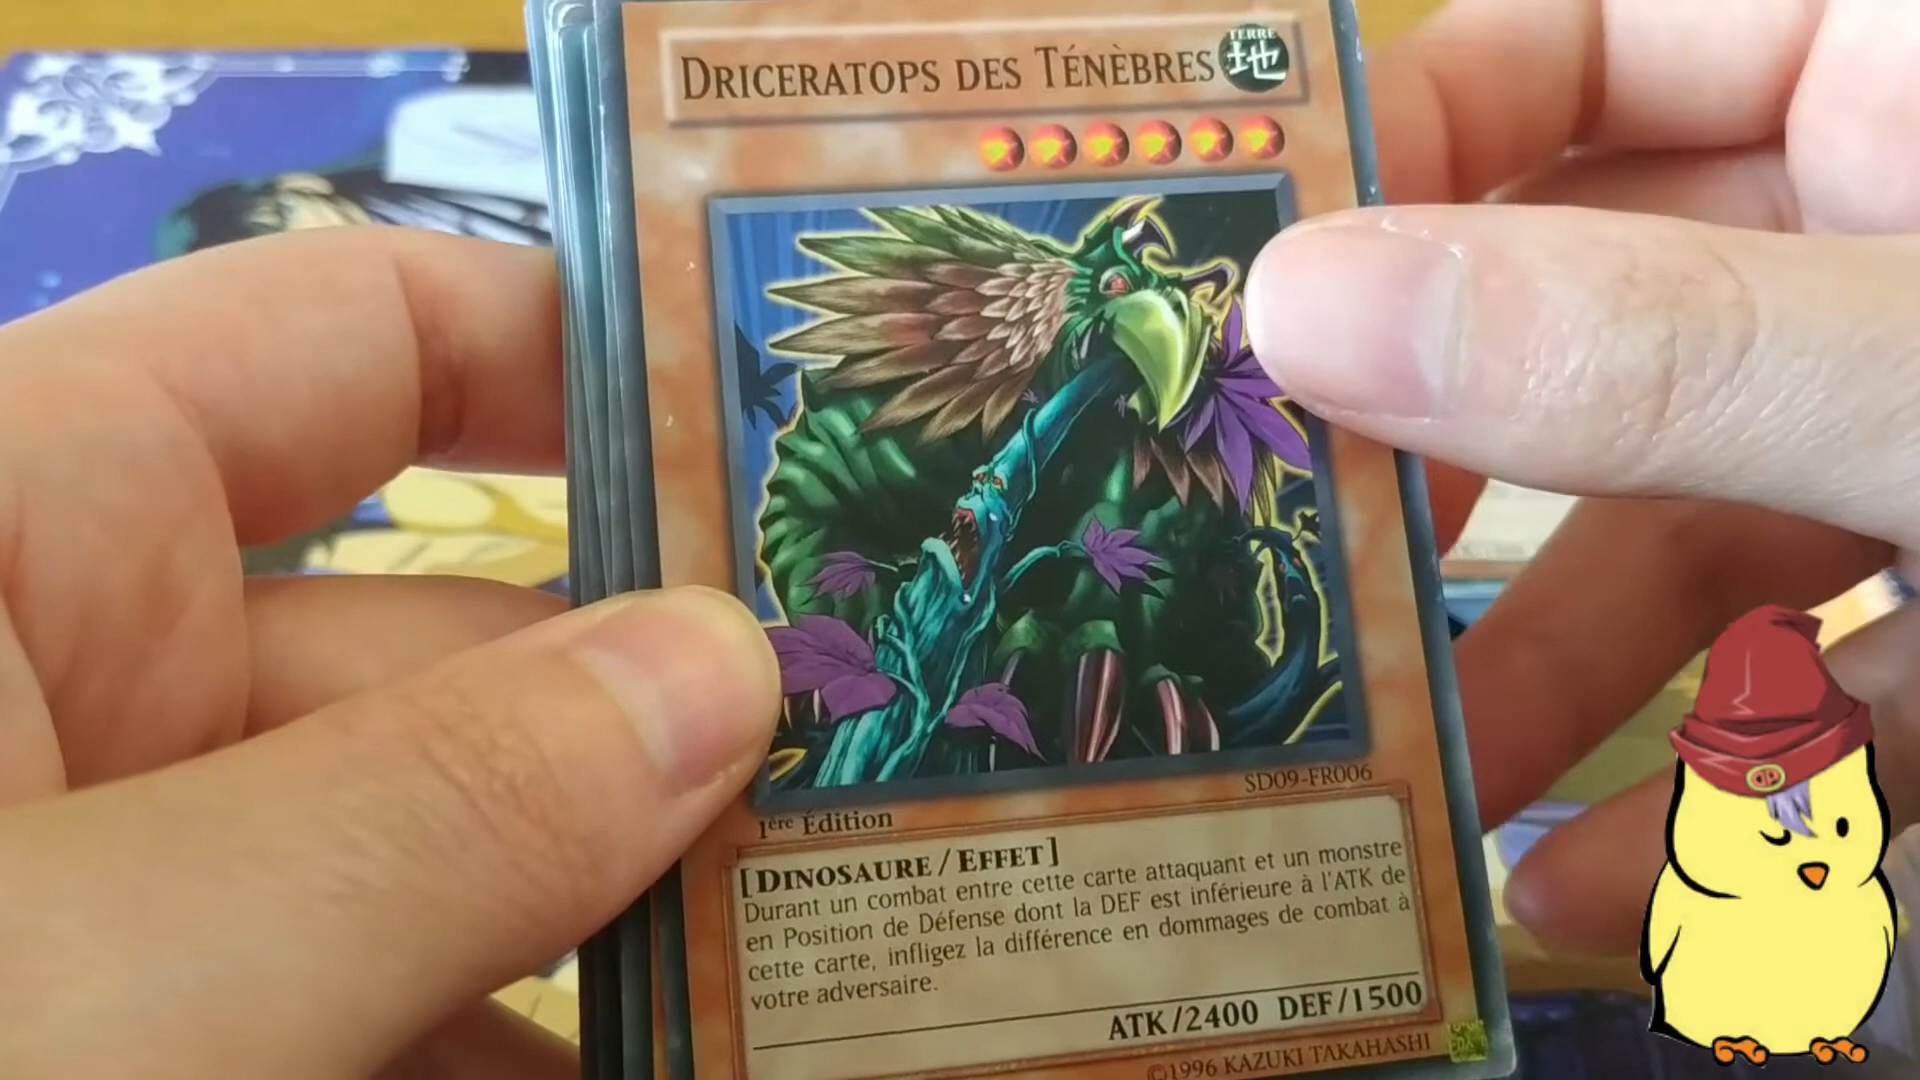 DRICERATOPS DES TÉNÈBRES
TERRE
地
SD09-FR006
1ère Édition
[DINOSAURE / EFFET]
Durant un combat entre cette carte attaquant et un monstre
en Position de Défense dont la DEF est inférieure à l'ATK de
cette carte, infligez la différence en dommages de combat à
votre adversaire.
ATK/2400 DEF/1500
©1996 KAZUKI TAKAHASHI